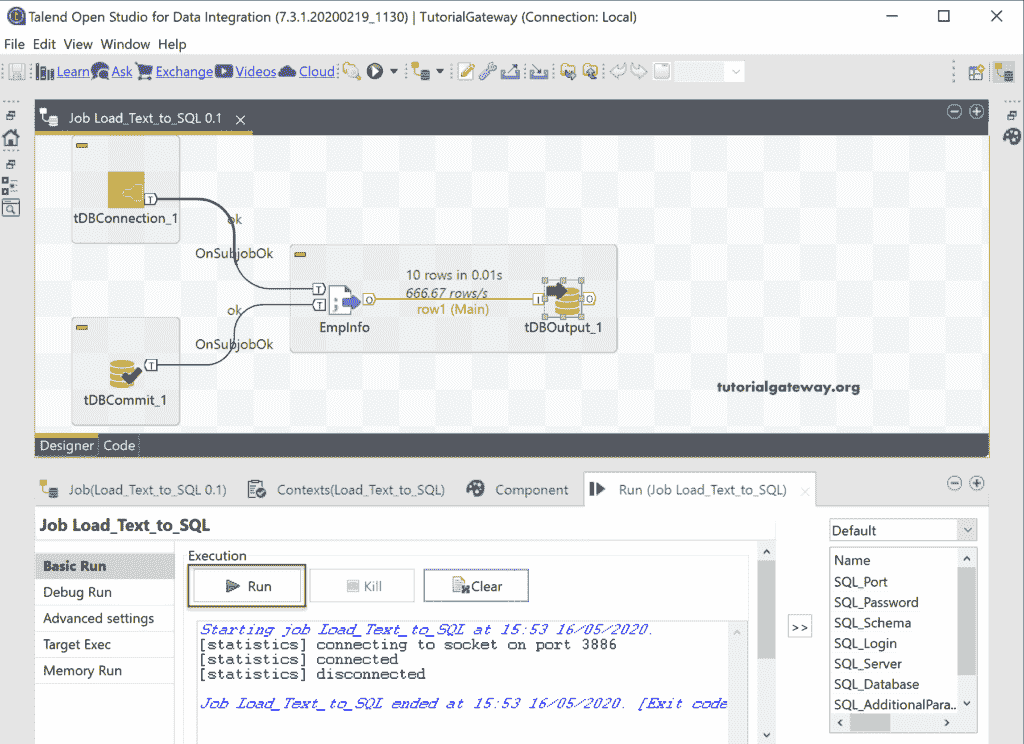 Talend Open Studio for Data Integration (7.3.1.20200219_1130) | TutorialGateway (Connection: Local)
File Edit View Window Help
Learn Ask Exchange Videos Cloud
Job Load_Text_to_SQL 0.1
tDBConnection_1
ok
OnSubjobOk
10 rows in 0.01s
666.67 rows/s
row1 (Main)
EmpInfo
tDBOutput_1
ok
OnSubjobOk
tDBCommit_1
tutorialgateway.org
Designer Code
Job(Load_Text_to_SQL 0.1) Contexts(Load_Text_to_SQL) Component Run (Job Load_Text_to_SQL)
Job Load_Text_to_SQL
Basic Run
Debug Run
Advanced settings
Target Exec
Memory Run
Execution
Run Kill Clear
Starting job Load_Text_to_SQL at 15:53 16/05/2020.
[statistics] connecting to socket on port 3886
[statistics] connected
[statistics] disconnected
Job Load_Text_to_SQL ended at 15:53 16/05/2020. [Exit code
>>
Default
Name
SQL_Port
SQL_Password
SQL_Schema
SQL_Login
SQL_Server
SQL_Database
SQL_AdditionalPara..